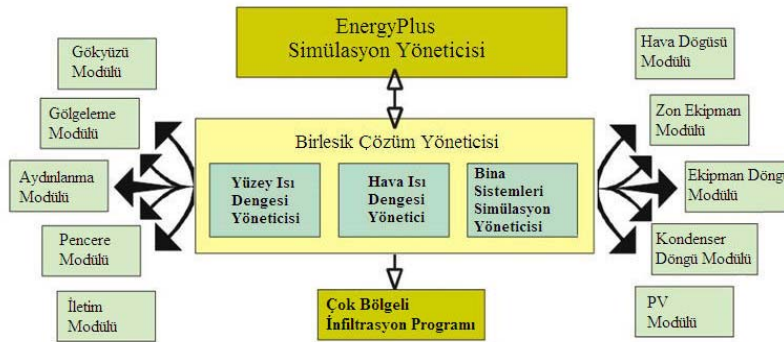 EnergyPlus
Simülasyon Yöneticisi
Gökyüzü
Modülü
Gölgeleme
Modülü
Aydınlanma
Modülü
Pencere
Modülü
İletim
Modülü
Birlesik Çözüm Yöneticisi
Yüzey Isı
Dengesi
Yöneticisi
Hava Isı
Dengesi
Yönetici
Bina
Sistemleri
Simülasyon
Yöneticisi
Çok Bölgeli
İnfiltrasyon Programı
Hava Dögüsü
Modülü
Zon Ekipman
Modülü
Ekipman Döngü
Modülü
Kondenser
Döngü Modülü
PV
Modülü